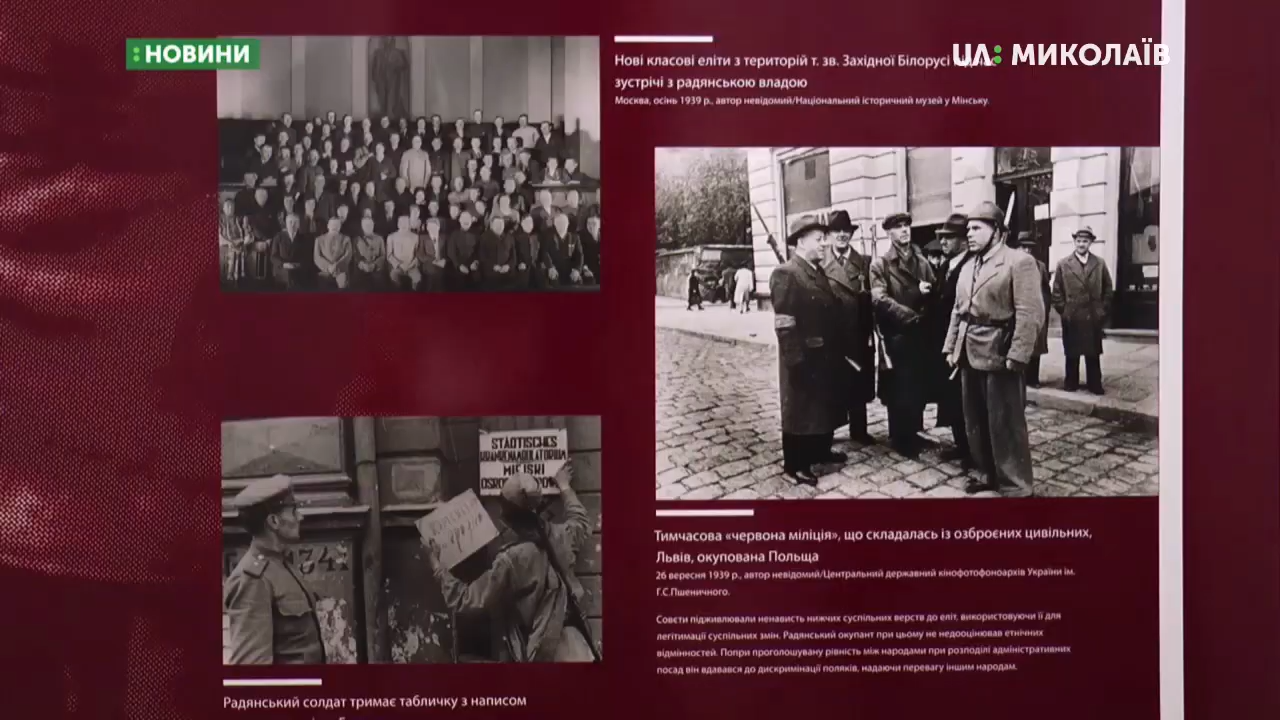 :НОВИНИ
UA: МИКОЛАЇВ
Нові класові еліти з територій т. зв. Західної Білорусі
зустрічі з радянською владою
Москва, осінь 1939 р., автор невідомий/Національний історичний музей у Мінську.
STÄDTISCHES
MIEJSKI
34
Тимчасова «червона міліція», що складалась із озброєних цивільних,
Львів, окупована Польща
26 вересня 1939 р., автор невідомий/Центральний державний кінофотофоноархів України ім.
Г.С.Пшеничного.
Совєти підживлювали ненависть нижчих суспільних верств до еліт, використовуючи її для
легітимації суспільних змін. Радянський окупант при цьому не недооцінював етнічних
відмінностей. Попри проголошувану рівність між народами при розподілі адміністративних
посад він вдавався до дискримінації поляків, надаючи перевагу іншим народам.
Радянський солдат тримає табличку з написом